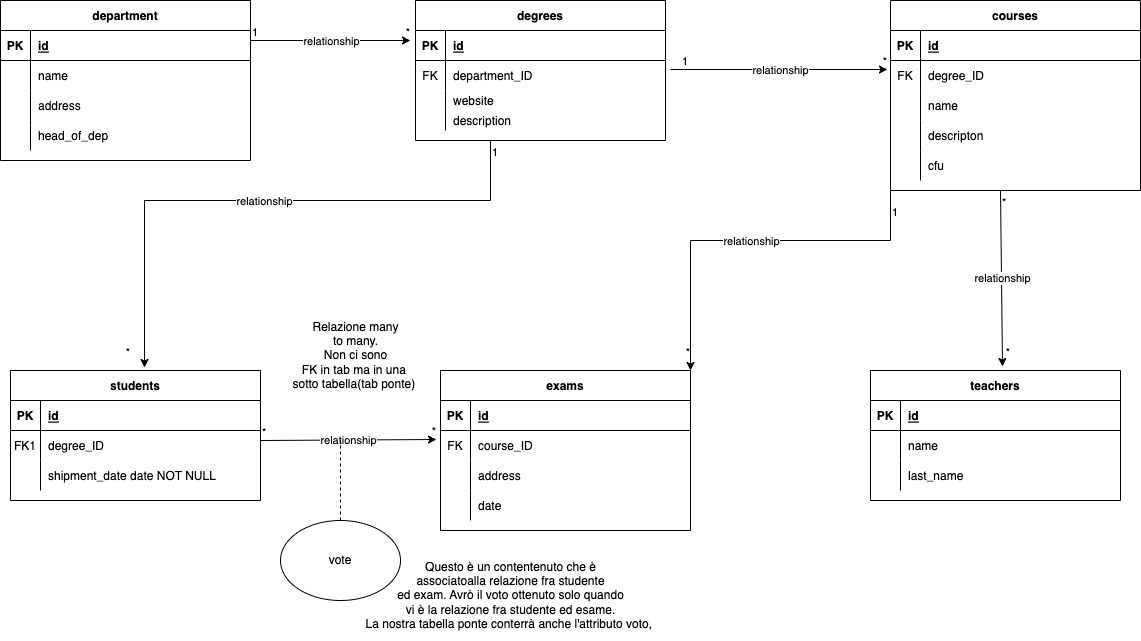 department
PK id
name
address
head_of_dep
1
relationship
*
degrees
PK id
FK department_ID
website
description
1
relationship
*
courses
PK id
FK degree_ID
name
descripton
cfu
1
relationship
*
1
relationship
*
*
relationship
*
Relazione many
to many.
Non ci sono
FK in tab ma in una
sotto tabella(tab ponte)
students
PK id
FK1 degree_ID
shipment_date date NOT NULL
*
relationship
*
exams
PK id
FK course_ID
address
date
teachers
PK id
name
last_name
vote
Questo è un contentenuto che è
associatoalla relazione fra studente
ed exam. Avrò il voto ottenuto solo quando
vi è la relazione fra studente ed esame.
La nostra tabella ponte conterrà anche l'attributo voto,